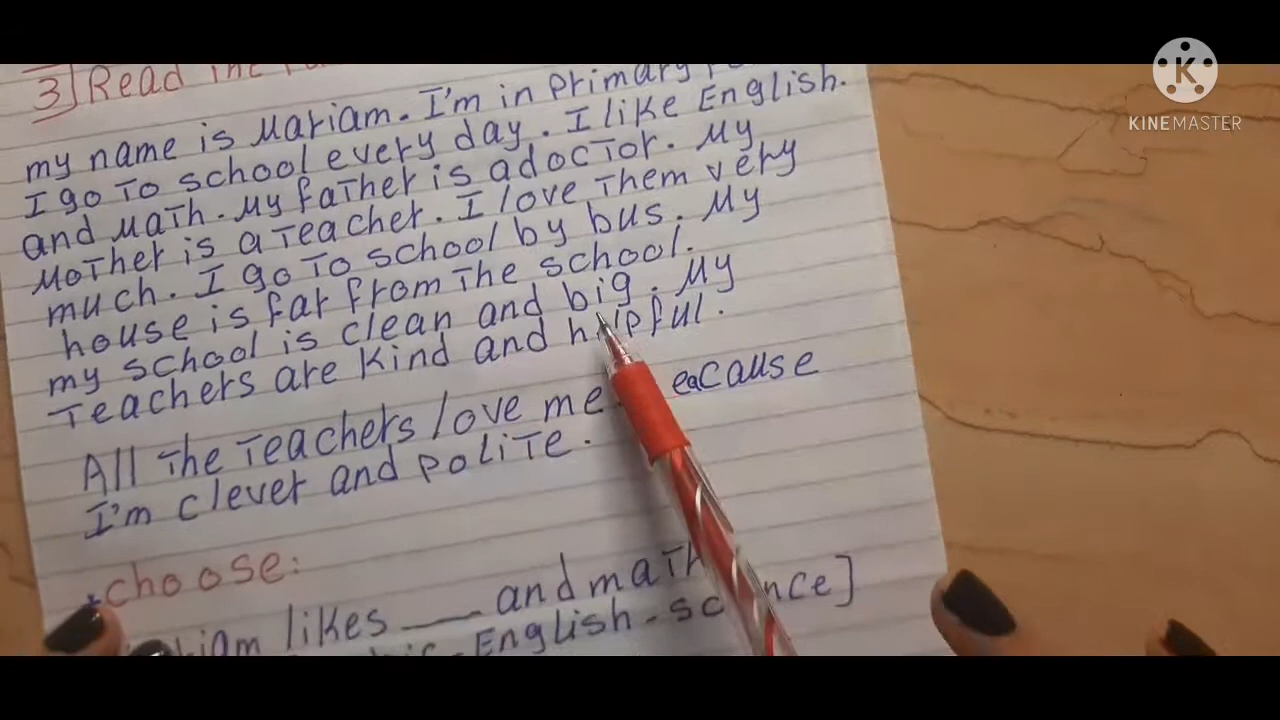 3) Read the
my name is Mariam. I'm in Primary
I go to school every day. I like English.
and Math. My father is a doctor. My
Mother is a teacher. I love them very
much. I go to school by bus. My
house is far from the school.
my school is clean and big. My
Teachers are kind and helpful.
All the Teachers love me eacause
I'm clever and polite.
*choose:
likes ___ and math
English - science]
KINEMASTER